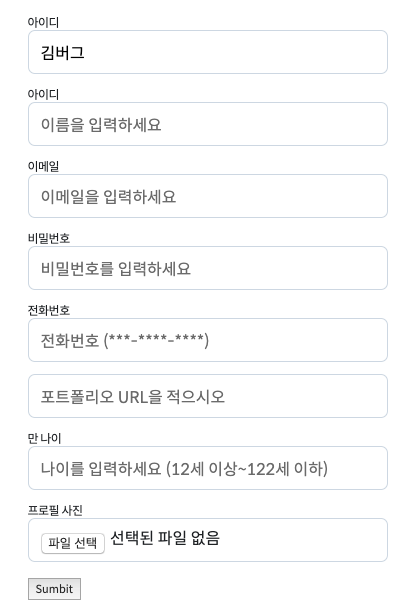 아이디
김버그
아이디
이름을 입력하세요
이메일
이메일을 입력하세요
비밀번호
비밀번호를 입력하세요
전화번호
전화번호 (***-****-****)
포트폴리오 URL을 적으시오
만 나이
나이를 입력하세요 (12세 이상~122세 이하)
프로필 사진
파일 선택 선택된 파일 없음
Sumbit